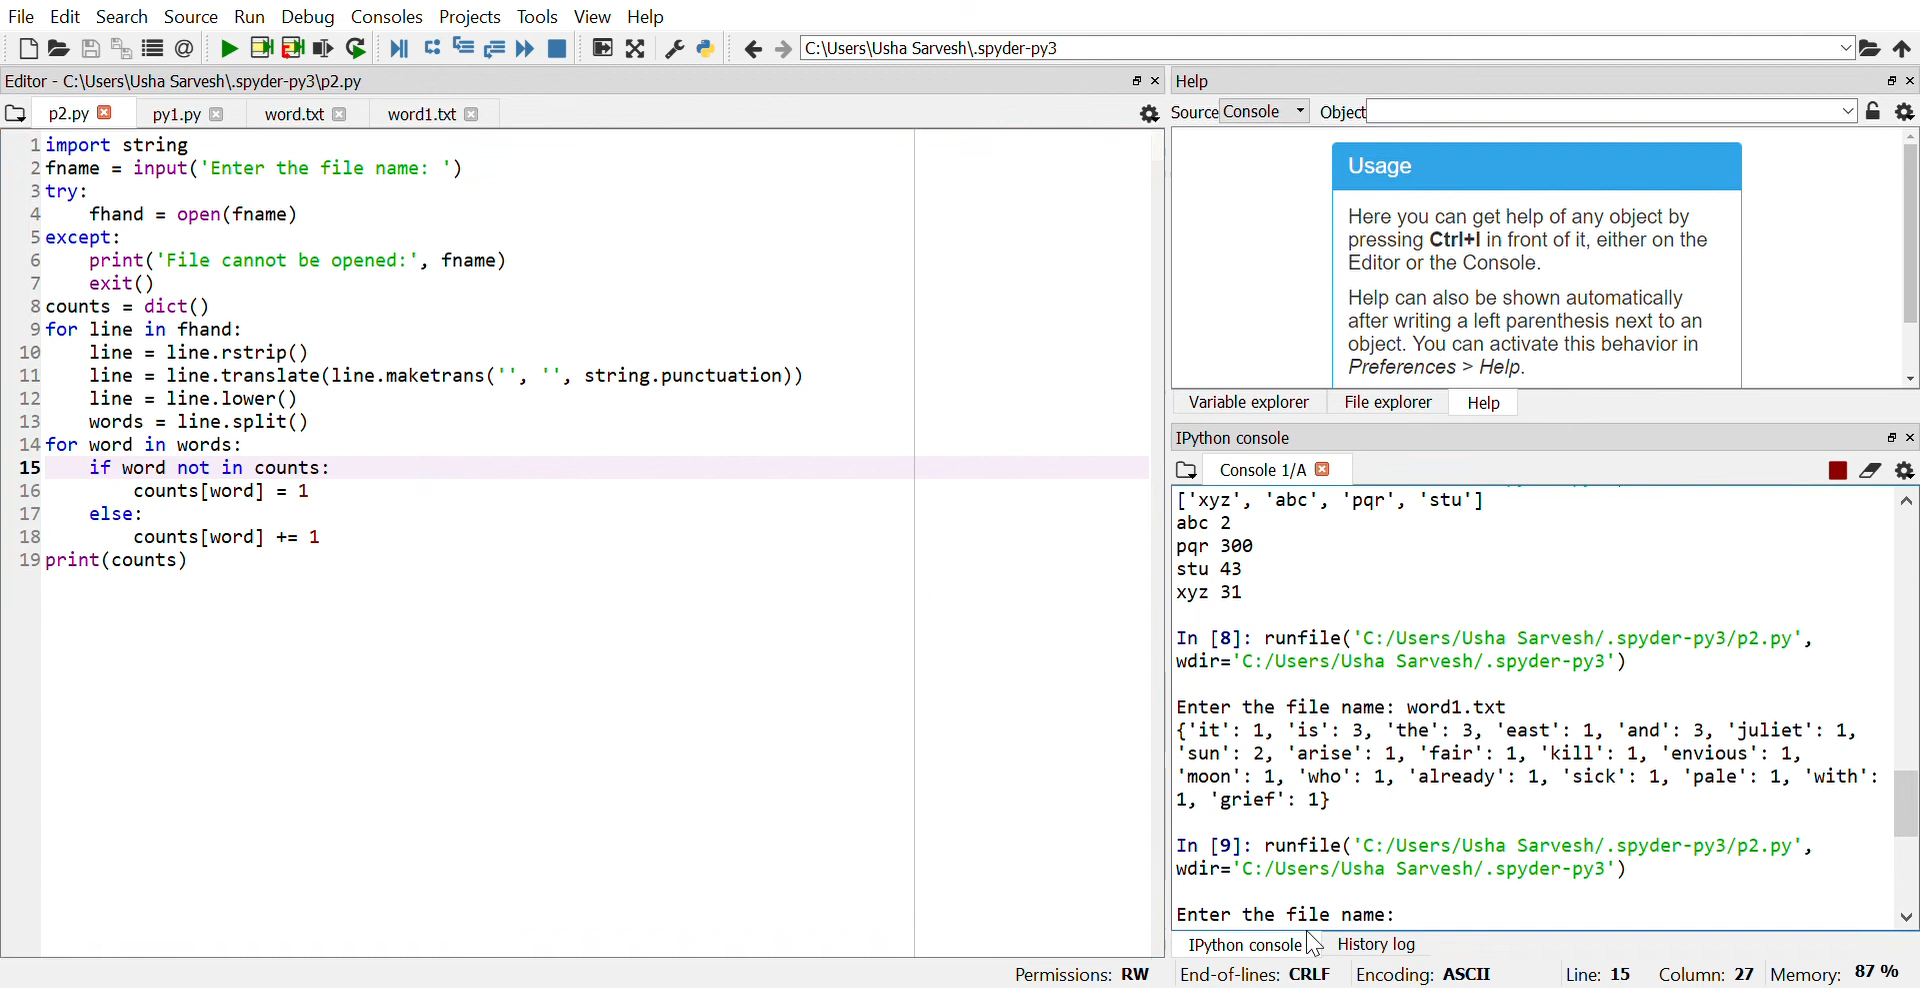 File Edit Search Source Run Debug Consoles Projects Tools View Help
C:\Users\Usha Sarvesh\.spyder-py3
Editor - C:\Users\Usha Sarvesh\.spyder-py3\p2.py
p2.py py1.py word.txt word1.txt
1 import string
2 fname = input('Enter the file name: ')
3 try:
4     fhand = open(fname)
5 except:
6     print('File cannot be opened:', fname)
7     exit()
8 counts = dict()
9 for line in fhand:
10     line = line.rstrip()
11     line = line.translate(line.maketrans('', '', string.punctuation))
12     line = line.lower()
13     words = line.split()
14 for word in words:
15     if word not in counts:
16         counts[word] = 1
17     else:
18         counts[word] += 1
19 print(counts)
Help
Source Console Object
Usage
Here you can get help of any object by
pressing Ctrl+I in front of it, either on the
Editor or the Console.
Help can also be shown automatically
after writing a left parenthesis next to an
object. You can activate this behavior in
Preferences > Help.
Variable explorer File explorer Help
IPython console
Console 1/A
['xyz', 'abc', 'pqr', 'stu']
abc 2
pqr 300
stu 43
xyz 31
In [8]: runfile('C:/Users/Usha Sarvesh/.spyder-py3/p2.py',
wdir='C:/Users/Usha Sarvesh/.spyder-py3')
Enter the file name: word1.txt
{'it': 1, 'is': 3, 'the': 3, 'east': 1, 'and': 3, 'juliet': 1,
'sun': 2, 'arise': 1, 'fair': 1, 'kill': 1, 'envious': 1,
'moon': 1, 'who': 1, 'already': 1, 'sick': 1, 'pale': 1, 'with':
1, 'grief': 1}
In [9]: runfile('C:/Users/Usha Sarvesh/.spyder-py3/p2.py',
wdir='C:/Users/Usha Sarvesh/.spyder-py3')
Enter the file name:
IPython console History log
Permissions: RW End-of-lines: CRLF Encoding: ASCII Line: 15 Column: 27 Memory: 87 %